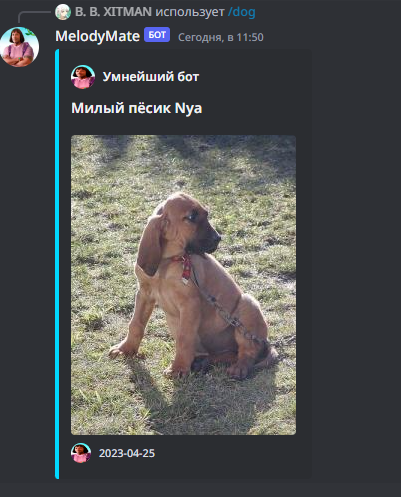 B. B. XITMAN использует /dog
MelodyMate БОТ Сегодня, в 11:50
Умнейший бот
Милый пёсик Nya
2023-04-25